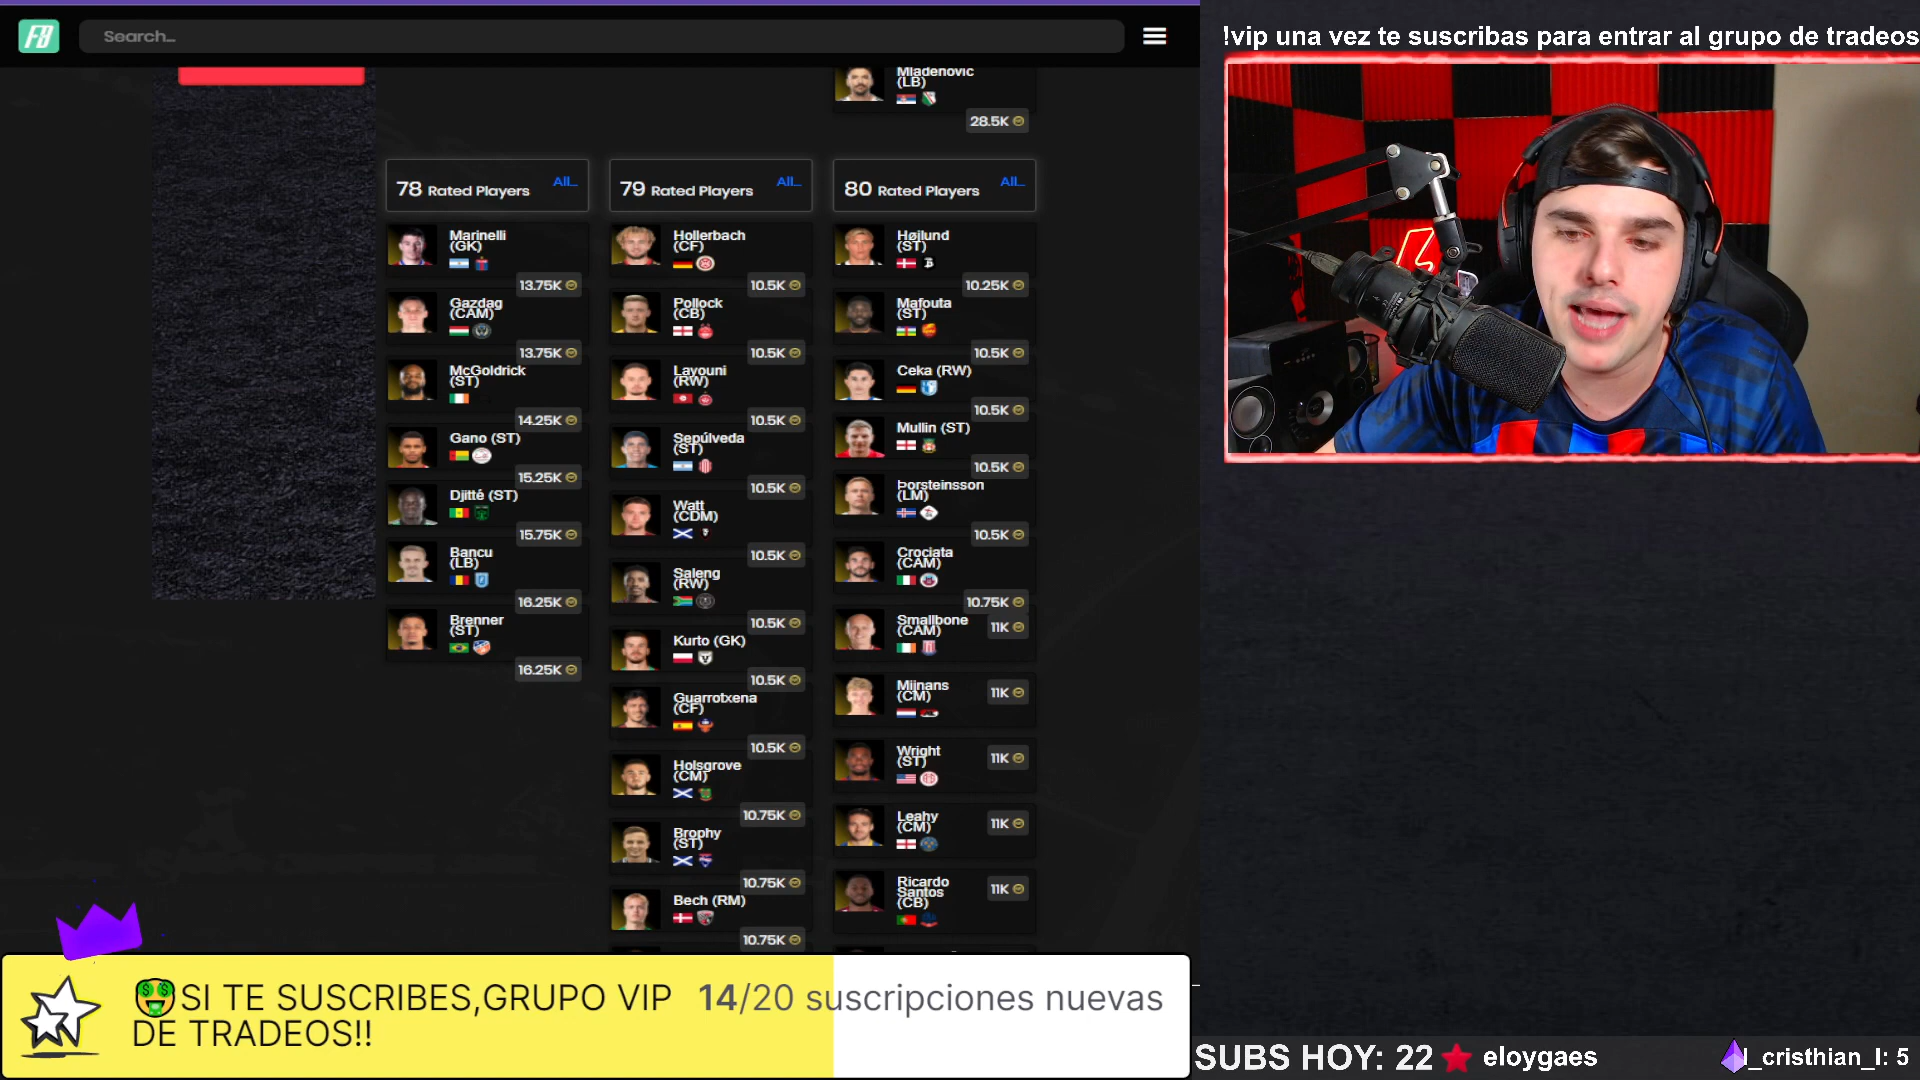 FB
Search...
!vip una vez te suscribas para entrar al grupo de tradeos
Mladenović
(LB)
28.5K
78 Rated Players All...
Marinelli
(GK)
13.75K
Gazdag
(CAM)
13.75K
McGoldrick
(ST)
14.25K
Gano (ST)
15.25K
Djitté (ST)
15.75K
Bancu
(LB)
16.25K
Brenner
(ST)
16.25K
79 Rated Players All...
Hollerbach
(CF)
10.5K
Pollock
(CB)
10.5K
Layouni
(RW)
10.5K
Sepúlveda
(ST)
10.5K
Watt
(CDM)
10.5K
Saleng
(RW)
10.5K
Kurto (GK)
10.5K
Guarrotxena
(CF)
10.5K
Holsgrove
(CM)
10.75K
Brophy
(ST)
10.75K
Bech (RM)
10.75K
80 Rated Players All...
Højlund
(ST)
10.25K
Mafouta
(ST)
10.5K
Ceka (RW)
10.5K
Mullin (ST)
10.5K
Þorsteinsson
(LM)
10.5K
Crociata
(CAM)
10.75K
Smallbone
(CAM)
11K
Mijnans
(CM)
11K
Wright
(ST)
11K
Leahy
(CM)
11K
Ricardo
Santos
(CB)
11K
SI TE SUSCRIBES,GRUPO VIP
DE TRADEOS!!
14/20 suscripciones nuevas
SUBS HOY: 22 eloygaes
l_cristhian_l: 5